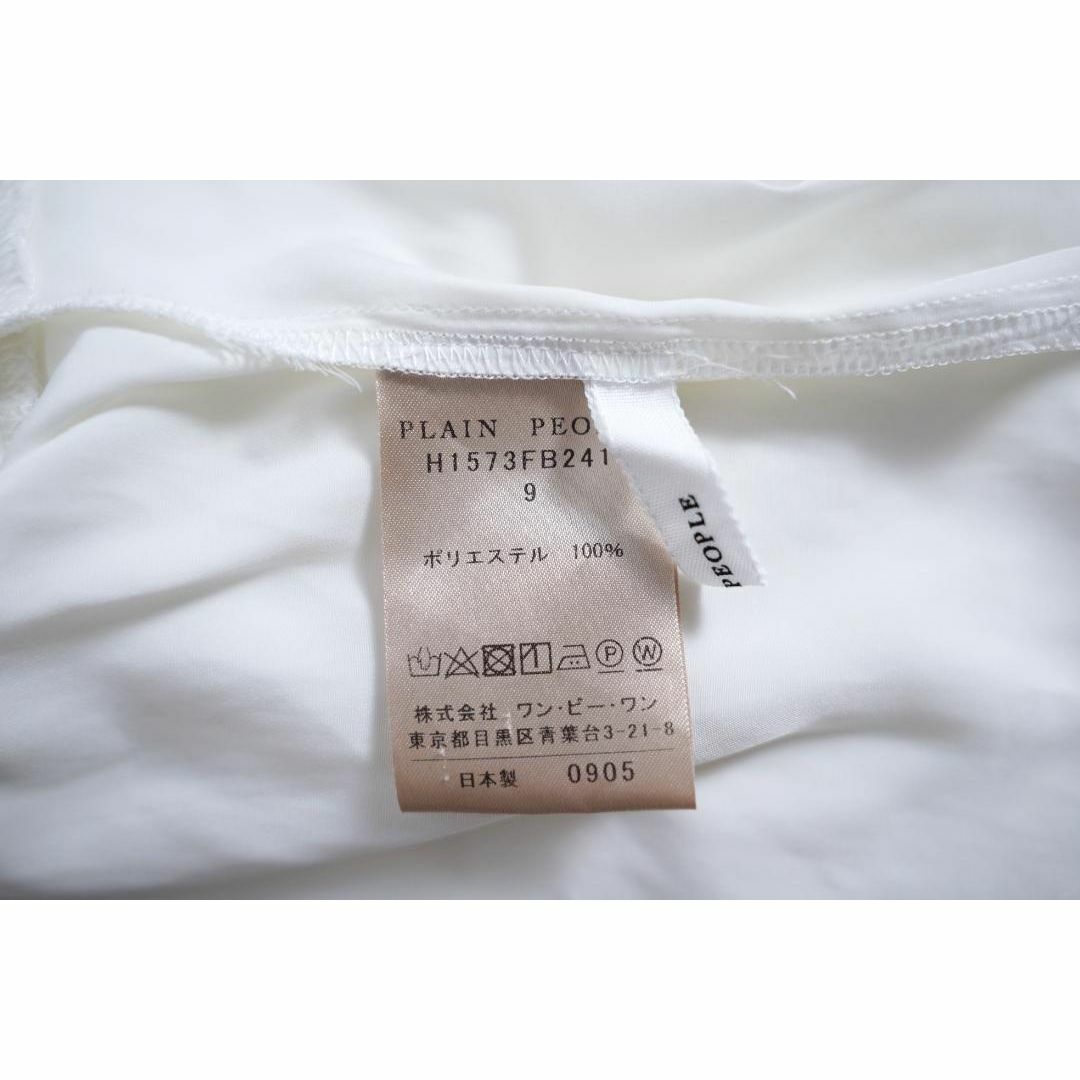 PLAIN PEO
H1573FB241
9
ポリエステル 100%
P W
株式会社 ワン・ビー・ワン
東京都目黒区青葉台3-21-8
日本製 0905
PEOPLE